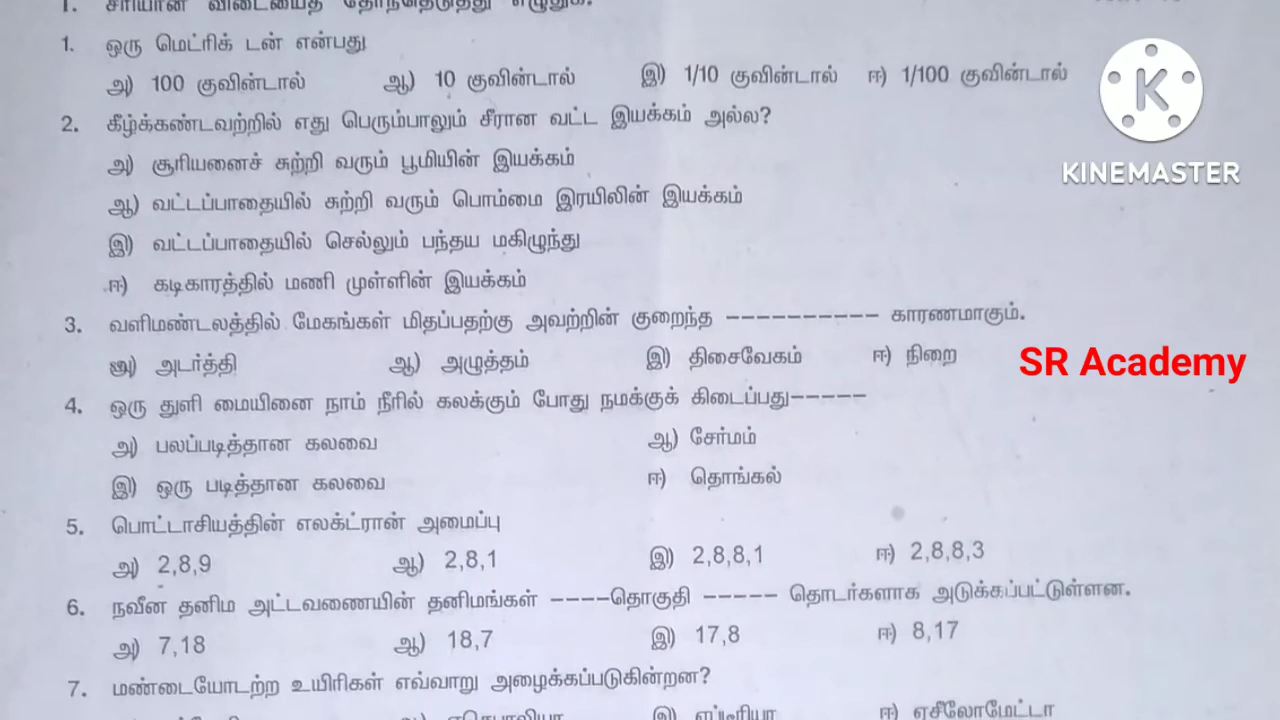 I. சரியான விடையைத் தேர்ந்தெடுத்து எழுதுக.
1. ஒரு மெட்ரிக் டன் என்பது
அ) 100 குவின்டால் ஆ) 10 குவின்டால் இ) 1/10 குவின்டால் ஈ) 1/100 குவின்டால்
2. கீழ்க்கண்டவற்றில் எது பெரும்பாலும் சீரான வட்ட இயக்கம் அல்ல?
அ) சூரியனைச் சுற்றி வரும் பூமியின் இயக்கம்
ஆ) வட்டப்பாதையில் சுற்றி வரும் பொம்மை இரயிலின் இயக்கம்
இ) வட்டப்பாதையில் செல்லும் பந்தய மகிழுந்து
ஈ) கடிகாரத்தில் மணி முள்ளின் இயக்கம்
3. வளிமண்டலத்தில் மேகங்கள் மிதப்பதற்கு அவற்றின் குறைந்த ---------- காரணமாகும்.
அ) அடர்த்தி ஆ) அழுத்தம் இ) திசைவேகம் ஈ) நிறை
4. ஒரு துளி மையினை நாம் நீரில் கலக்கும் போது நமக்குக் கிடைப்பது-----
அ) பலப்படித்தான கலவை ஆ) சேர்மம்
இ) ஒரு படித்தான கலவை ஈ) தொங்கல்
5. பொட்டாசியத்தின் எலக்ட்ரான் அமைப்பு
அ) 2,8,9 ஆ) 2,8,1 இ) 2,8,8,1 ஈ) 2,8,8,3
6. நவீன தனிம அட்டவணையின் தனிமங்கள் ----தொகுதி ----- தொடர்களாக அடுக்கப்பட்டுள்ளன.
அ) 7,18 ஆ) 18,7 இ) 17,8 ஈ) 8,17
7. மண்டையோடற்ற உயிரிகள் எவ்வாறு அழைக்கப்படுகின்றன?
இ) ஈ) ஏசீலோமேட்டா
K
KINEMASTER
SR Academy